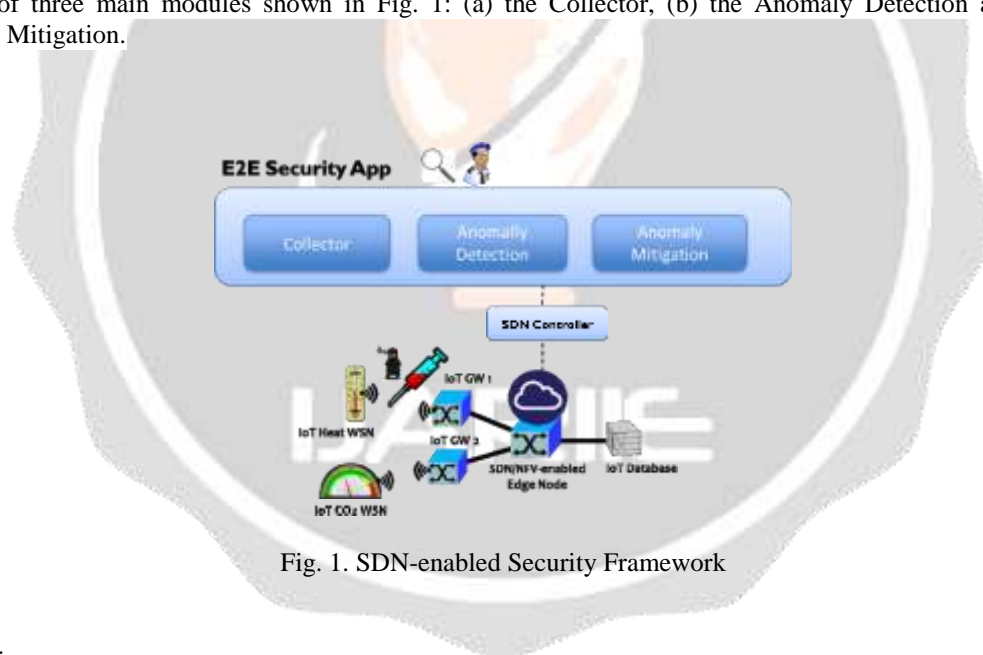 of three main modules shown in Fig. 1: (a) the Collector, (b) the Anomaly Detection a
Mitigation.
E2E Security App
Collector
Anomally
Detection
Anomaly
Mitigation
SDN Controller
IoT GW 1
IoT Heat WSN
IoT GW 2
SDN/NFV-enabled
Edge Node
IoT Database
IoT CO2 WSN
Fig. 1. SDN-enabled Security Framework